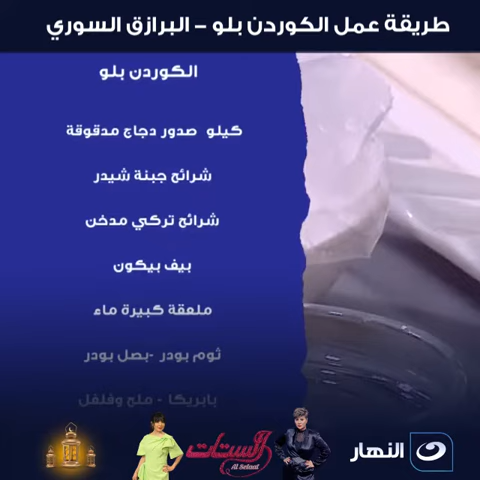 طريقة عمل الكوردن بلو – البرازق السوري
الكوردن بلو
كيلو صدور دجاج مدقوقة
شرائح جبنة شيدر
شرائح تركي مدخن
بيف بيكون
ملعقة كبيرة ماء
ثوم بودر -بصل بودر
بابريكا - ملح وفلفل
الستات
Al Setaat
النهار